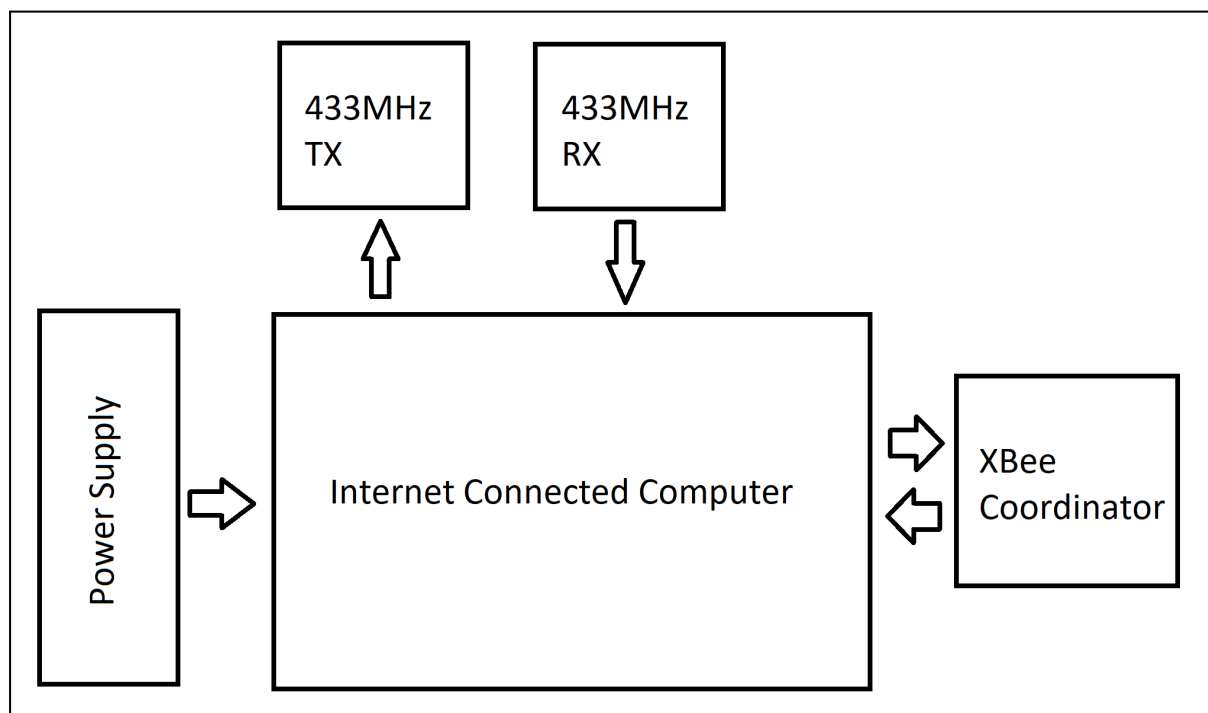 433MHz
TX
433MHz
RX
Power Supply
Internet Connected Computer
XBee
Coordinator